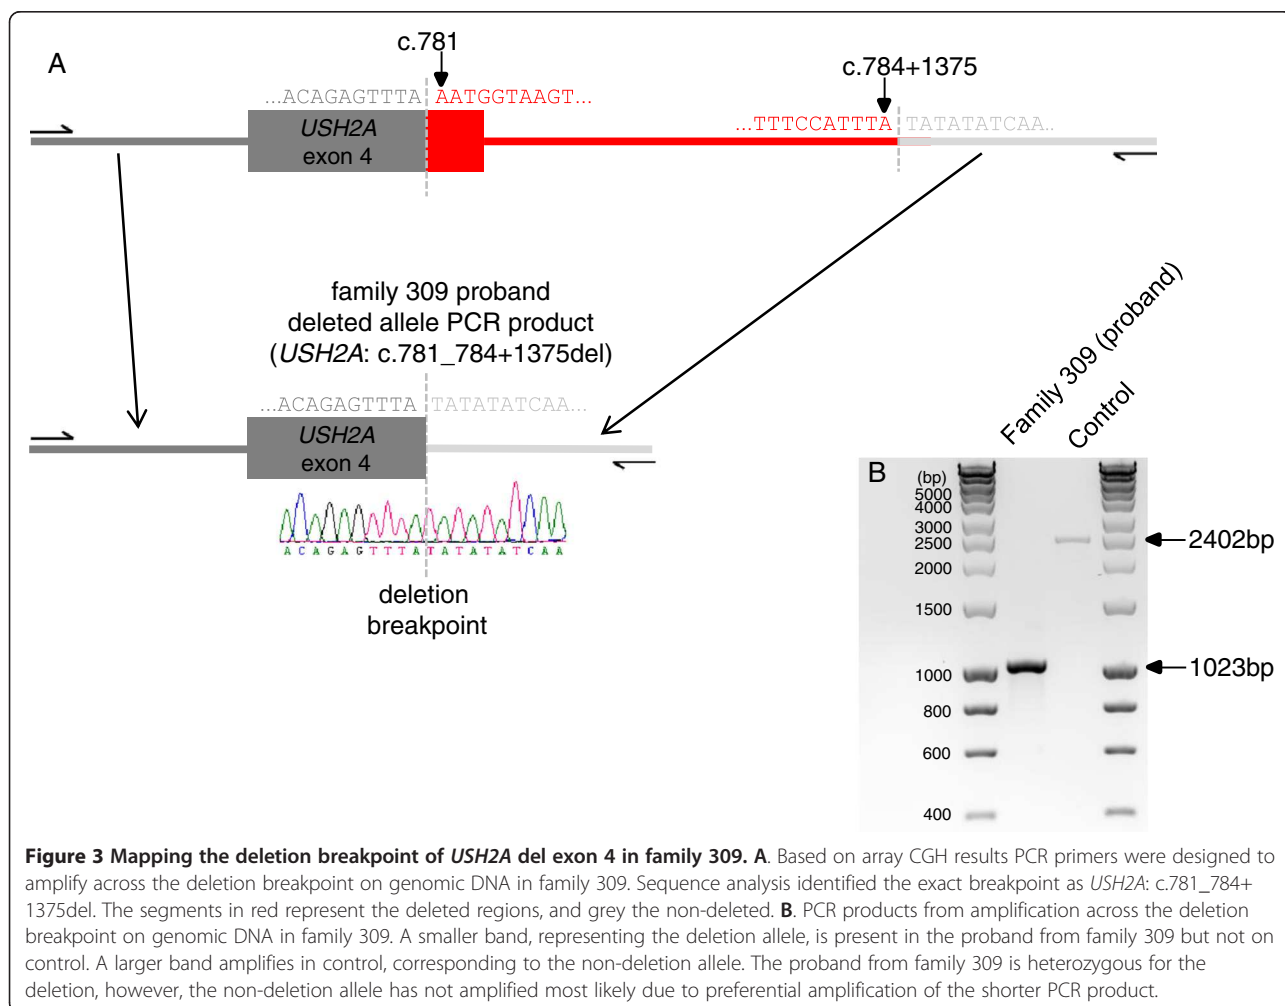 A
c.781
c.784+1375
...ACAGAGTTTA AATGGTAAGT...
...TTTCCATTTA TATATATCAA..
USH2A
exon 4
family 309 proband
deleted allele PCR product
(USH2A: c.781_784+1375del)
...ACAGAGTTTA TATATATCAA...
USH2A
exon 4
ACAGAGTTTATATATATCAA
deletion
breakpoint
Family 309 (proband)
Control
B
(bp)
5000
4000
3000
2500
2000
1500
1000
800
600
400
2402bp
1023bp
Figure 3 Mapping the deletion breakpoint of USH2A del exon 4 in family 309. A. Based on array CGH results PCR primers were designed to
amplify across the deletion breakpoint on genomic DNA in family 309. Sequence analysis identified the exact breakpoint as USH2A: c.781_784+
1375del. The segments in red represent the deleted regions, and grey the non-deleted. B. PCR products from amplification across the deletion
breakpoint on genomic DNA in family 309. A smaller band, representing the deletion allele, is present in the proband from family 309 but not on
control. A larger band amplifies in control, corresponding to the non-deletion allele. The proband from family 309 is heterozygous for the
deletion, however, the non-deletion allele has not amplified most likely due to preferential amplification of the shorter PCR product.